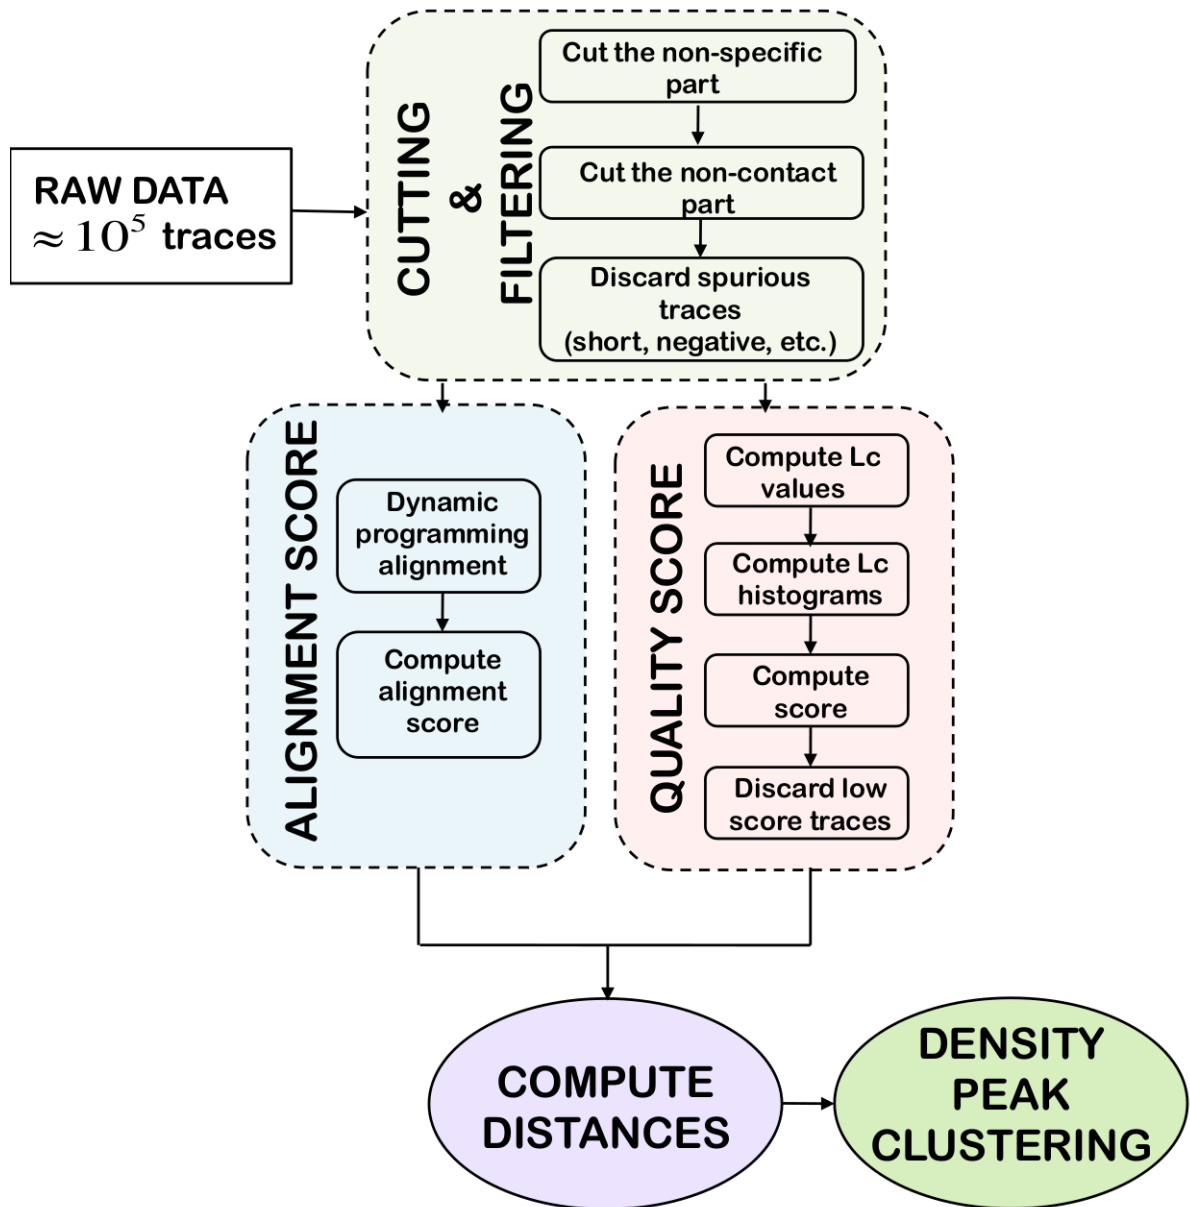 RAW DATA
≈ 10⁵ traces
CUTTING
&
FILTERING
Cut the non-specific
part
Cut the non-contact
part
Discard spurious
traces
(short, negative, etc.)
ALIGNMENT SCORE
Dynamic
programming
alignment
Compute
alignment
score
QUALITY SCORE
Compute Lc
values
Compute Lc
histograms
Compute
score
Discard low
score traces
COMPUTE
DISTANCES
DENSITY
PEAK
CLUSTERING